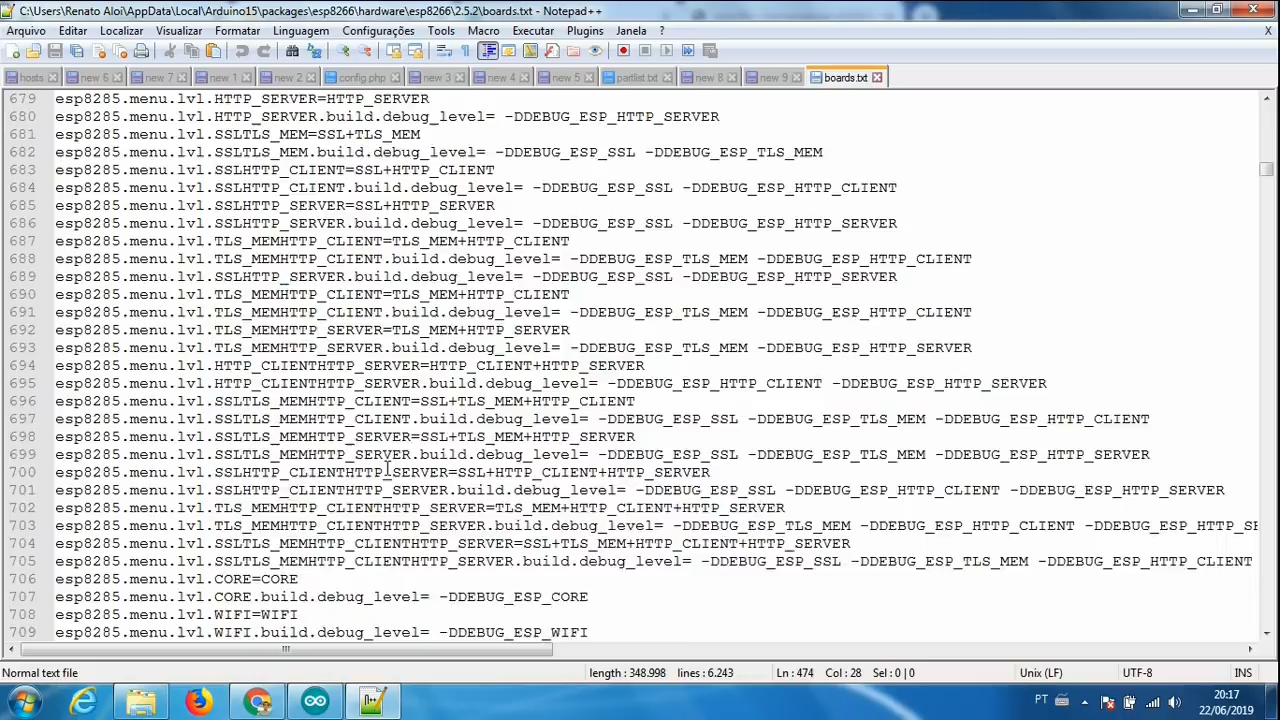 C:\Users\Renato Aloi\AppData\Local\Arduino15\packages\esp8266\hardware\esp8266\2.5.2\boards.txt - Notepad++
Arquivo Editar Localizar Visualizar Formatar Linguagem Configurações Tools Macro Executar Plugins Janela ? X
hosts new 6 new 7 new 1 new 2 config.php new 3 new 4 new 5 partlist.txt new 8 new 9 boards.txt
679 esp8285.menu.lvl.HTTP_SERVER=HTTP_SERVER
680 esp8285.menu.lvl.HTTP_SERVER.build.debug_level= -DDEBUG_ESP_HTTP_SERVER
681 esp8285.menu.lvl.SSLTLS_MEM=SSL+TLS_MEM
682 esp8285.menu.lvl.SSLTLS_MEM.build.debug_level= -DDEBUG_ESP_SSL -DDEBUG_ESP_TLS_MEM
683 esp8285.menu.lvl.SSLHTTP_CLIENT=SSL+HTTP_CLIENT
684 esp8285.menu.lvl.SSLHTTP_CLIENT.build.debug_level= -DDEBUG_ESP_SSL -DDEBUG_ESP_HTTP_CLIENT
685 esp8285.menu.lvl.SSLHTTP_SERVER=SSL+HTTP_SERVER
686 esp8285.menu.lvl.SSLHTTP_SERVER.build.debug_level= -DDEBUG_ESP_SSL -DDEBUG_ESP_HTTP_SERVER
687 esp8285.menu.lvl.TLS_MEMHTTP_CLIENT=TLS_MEM+HTTP_CLIENT
688 esp8285.menu.lvl.TLS_MEMHTTP_CLIENT.build.debug_level= -DDEBUG_ESP_TLS_MEM -DDEBUG_ESP_HTTP_CLIENT
689 esp8285.menu.lvl.SSLHTTP_SERVER.build.debug_level= -DDEBUG_ESP_SSL -DDEBUG_ESP_HTTP_SERVER
690 esp8285.menu.lvl.TLS_MEMHTTP_CLIENT=TLS_MEM+HTTP_CLIENT
691 esp8285.menu.lvl.TLS_MEMHTTP_CLIENT.build.debug_level= -DDEBUG_ESP_TLS_MEM -DDEBUG_ESP_HTTP_CLIENT
692 esp8285.menu.lvl.TLS_MEMHTTP_SERVER=TLS_MEM+HTTP_SERVER
693 esp8285.menu.lvl.TLS_MEMHTTP_SERVER.build.debug_level= -DDEBUG_ESP_TLS_MEM -DDEBUG_ESP_HTTP_SERVER
694 esp8285.menu.lvl.HTTP_CLIENTHTTP_SERVER=HTTP_CLIENT+HTTP_SERVER
695 esp8285.menu.lvl.HTTP_CLIENTHTTP_SERVER.build.debug_level= -DDEBUG_ESP_HTTP_CLIENT -DDEBUG_ESP_HTTP_SERVER
696 esp8285.menu.lvl.SSLTLS_MEMHTTP_CLIENT=SSL+TLS_MEM+HTTP_CLIENT
697 esp8285.menu.lvl.SSLTLS_MEMHTTP_CLIENT.build.debug_level= -DDEBUG_ESP_SSL -DDEBUG_ESP_TLS_MEM -DDEBUG_ESP_HTTP_CLIENT
698 esp8285.menu.lvl.SSLTLS_MEMHTTP_SERVER=SSL+TLS_MEM+HTTP_SERVER
699 esp8285.menu.lvl.SSLTLS_MEMHTTP_SERVER.build.debug_level= -DDEBUG_ESP_SSL -DDEBUG_ESP_TLS_MEM -DDEBUG_ESP_HTTP_SERVER
700 esp8285.menu.lvl.SSLHTTP_CLIENTHTTP_SERVER=SSL+HTTP_CLIENT+HTTP_SERVER
701 esp8285.menu.lvl.SSLHTTP_CLIENTHTTP_SERVER.build.debug_level= -DDEBUG_ESP_SSL -DDEBUG_ESP_HTTP_CLIENT -DDEBUG_ESP_HTTP_SERVER
702 esp8285.menu.lvl.TLS_MEMHTTP_CLIENTHTTP_SERVER=TLS_MEM+HTTP_CLIENT+HTTP_SERVER
703 esp8285.menu.lvl.TLS_MEMHTTP_CLIENTHTTP_SERVER.build.debug_level= -DDEBUG_ESP_TLS_MEM -DDEBUG_ESP_HTTP_CLIENT -DDEBUG_ESP_HTTP_SE
704 esp8285.menu.lvl.SSLTLS_MEMHTTP_CLIENTHTTP_SERVER=SSL+TLS_MEM+HTTP_CLIENT+HTTP_SERVER
705 esp8285.menu.lvl.SSLTLS_MEMHTTP_CLIENTHTTP_SERVER.build.debug_level= -DDEBUG_ESP_SSL -DDEBUG_ESP_TLS_MEM -DDEBUG_ESP_HTTP_CLIENT
706 esp8285.menu.lvl.CORE=CORE
707 esp8285.menu.lvl.CORE.build.debug_level= -DDEBUG_ESP_CORE
708 esp8285.menu.lvl.WIFI=WIFI
709 esp8285.menu.lvl.WIFI.build.debug_level= -DDEBUG_ESP_WIFI
Normal text file length : 348.998 lines : 6.243 Ln : 474 Col : 28 Sel : 0 | 0 Unix (LF) UTF-8 INS
PT 20:17
22/06/2019